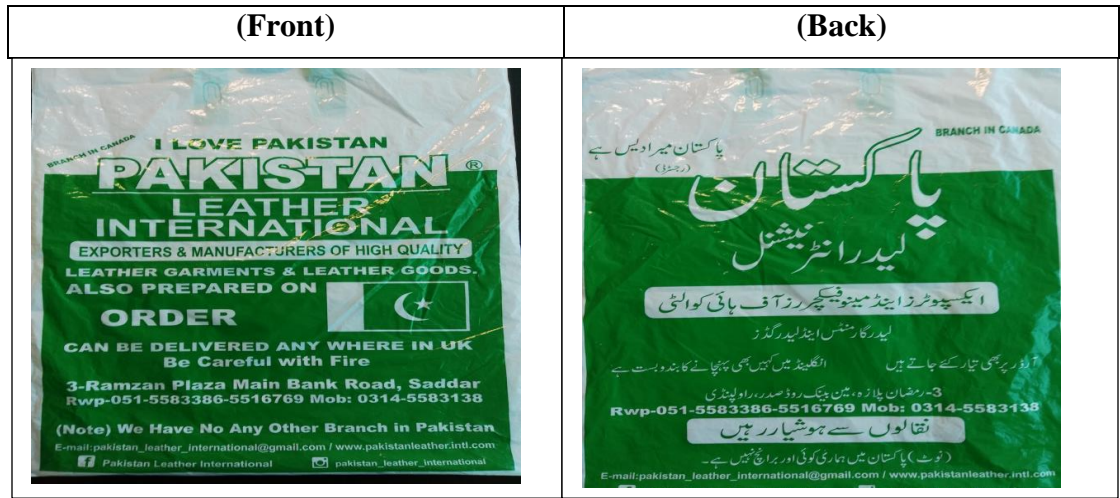 (Front)
BRANCH IN CANADA
I LOVE PAKISTAN
PAKISTAN ®
LEATHER
INTERNATIONAL
EXPORTERS & MANUFACTURERS OF HIGH QUALITY
LEATHER GARMENTS & LEATHER GOODS.
ALSO PREPARED ON
ORDER
CAN BE DELIVERED ANY WHERE IN UK
Be Careful with Fire
3-Ramzan Plaza Main Bank Road, Saddar
Rwp-051-5583386-5516769 Mob: 0314-5583138
(Note) We Have No Any Other Branch in Pakistan
E-mail:pakistan_leather_international@gmail.com / www.pakistanleather.intl.com
Pakistan Leather International pakistan_leather_international
(Back)
BRANCH IN CANADA
پاکستان میرا دیس ہے
(رجسٹرڈ)
پاکستان
لیدر انٹرنیشنل
ایکسپوٹرز اینڈ مینوفیکچررز آف ہائی کوالٹی
لیدر گارمنٹس اینڈ لیدر گڈز
آرڈر پر بھی تیار کئے جاتے ہیں انگلینڈ میں کہیں بھی پہنچانے کا بندوبست ہے
3-رمضان پلازہ، مین بینک روڈ صدر، راولپنڈی
Rwp-051-5583386-5516769 Mob: 0314-5583138
نقالوں سے ہوشیار رہیں
(نوٹ) پاکستان میں ہماری کوئی اور برانچ نہیں ہے۔
E-mail:pakistan_leather_international@gmail.com / www.pakistanleather.intl.com